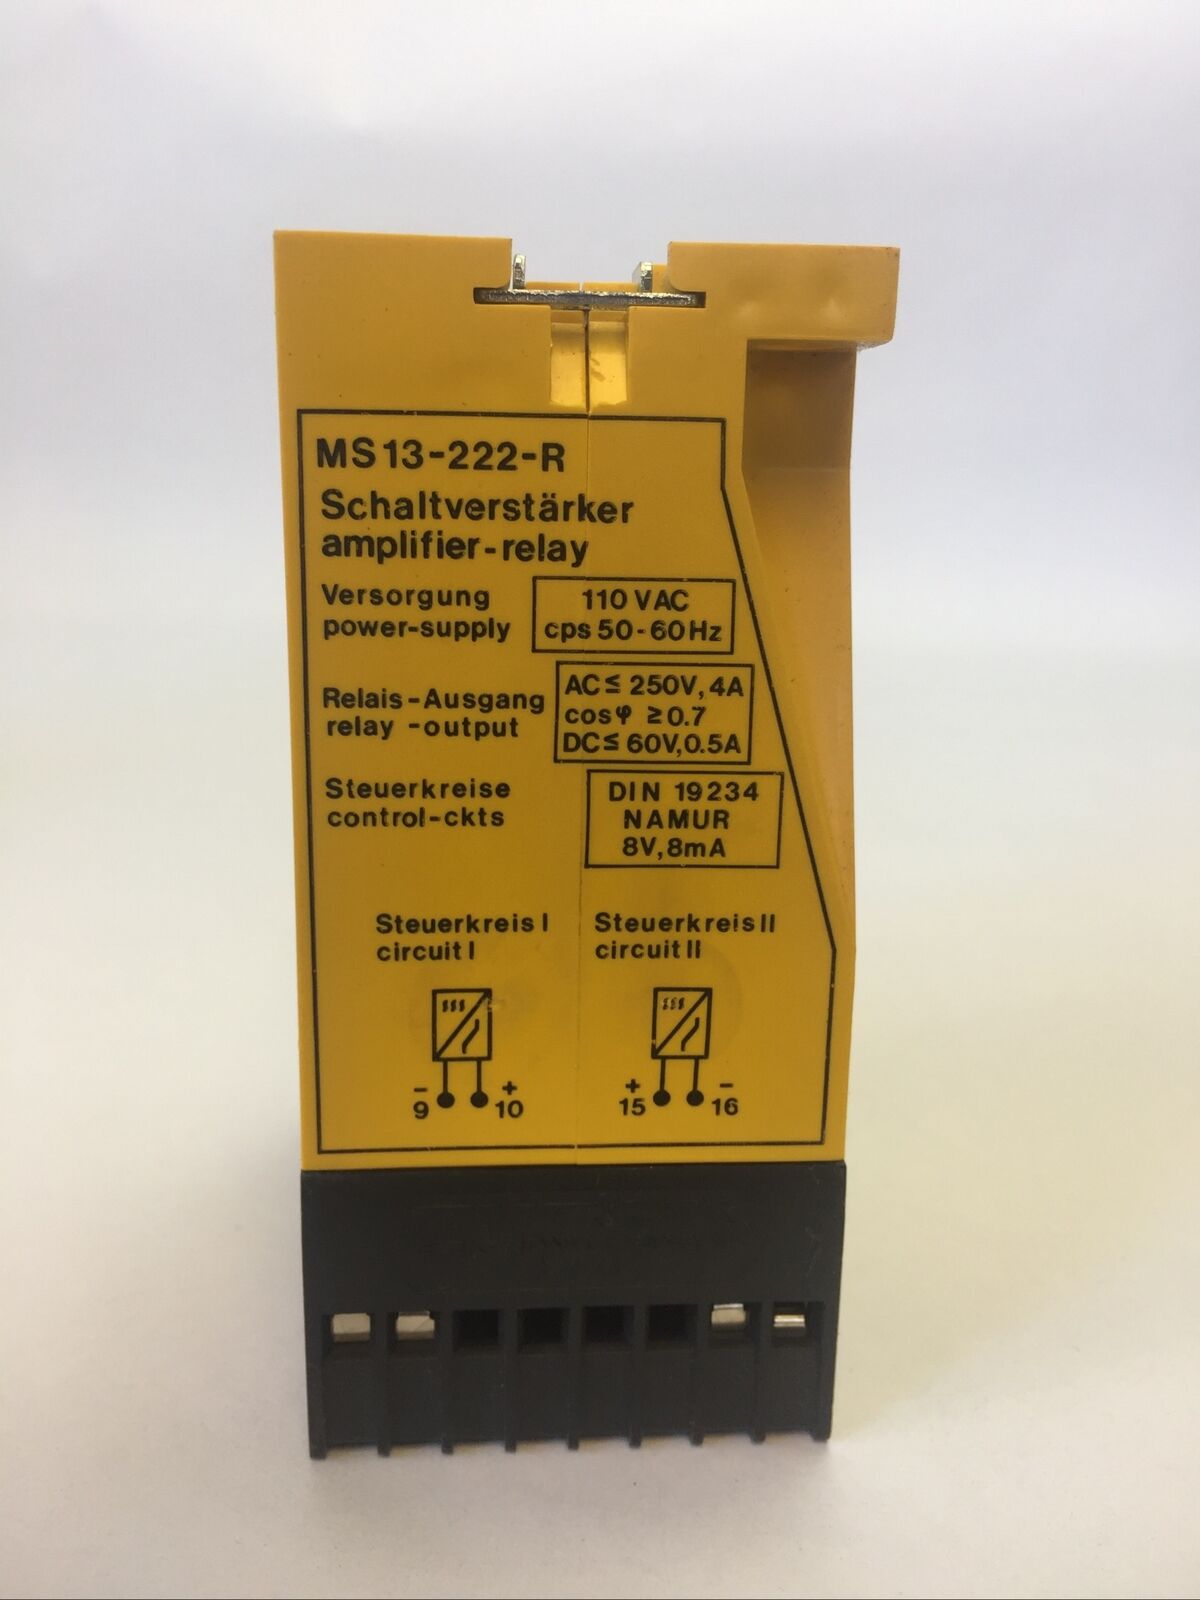 MS13-222-R
Schaltverstärker
amplifier-relay
Versorgung
power-supply
110 VAC
cps 50-60Hz
Relais-Ausgang
relay -output
AC≤ 250V, 4A
cosφ ≥0.7
DC≤ 60V, 0.5A
Steuerkreise
control-ckts
DIN 19234
NAMUR
8V, 8mA
Steuerkreis I
circuit I
Steuerkreis II
circuit II
- +
9 10
+ -
15 16